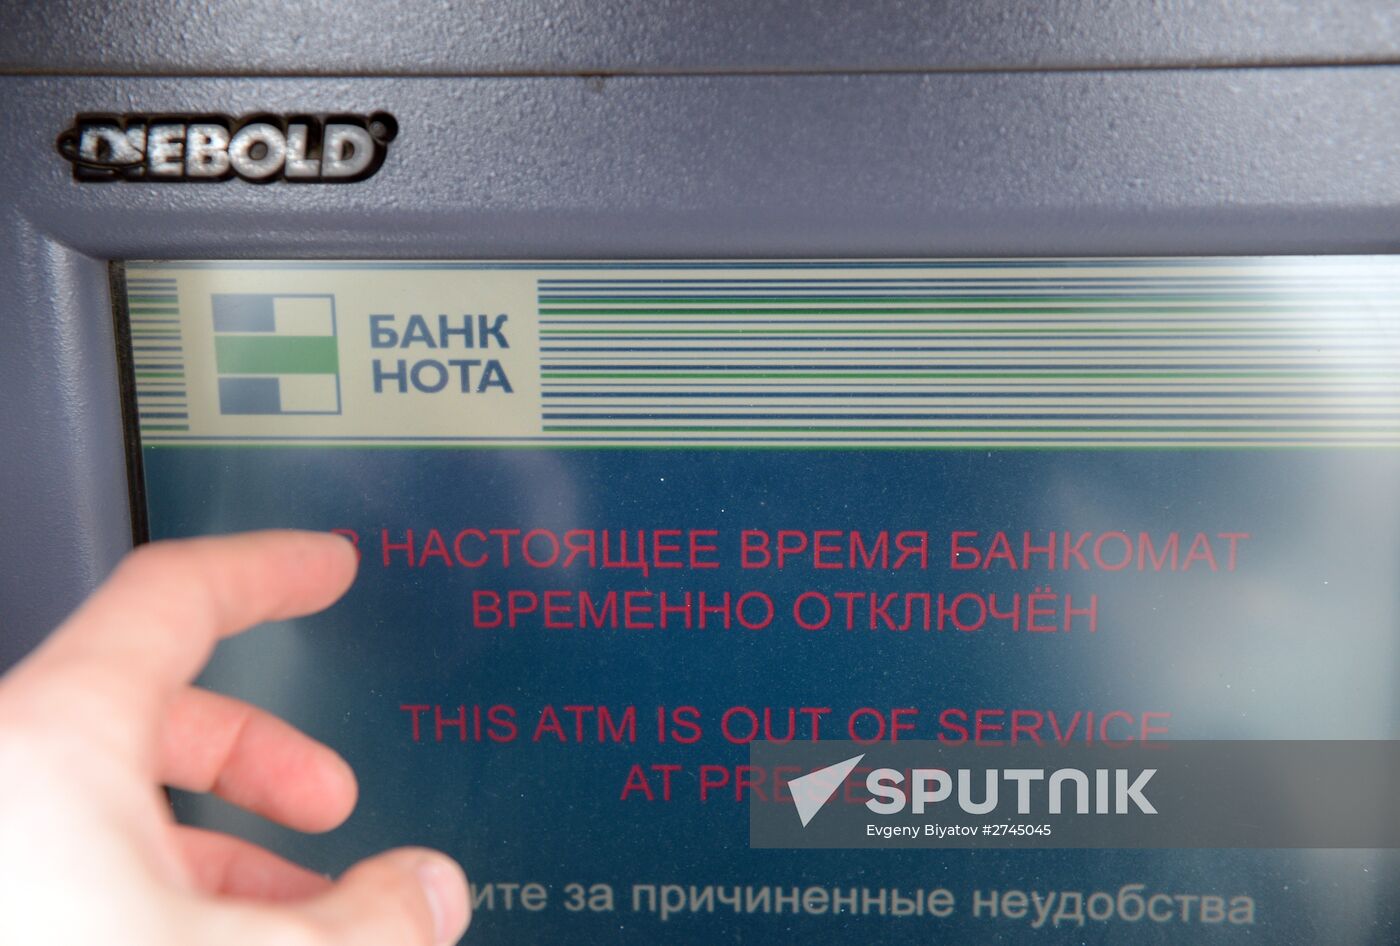 DIEBOLD
БАНК
НОТА
В НАСТОЯЩЕЕ ВРЕМЯ БАНКОМАТ
ВРЕМЕННО ОТКЛЮЧЁН
THIS ATM IS OUT OF SERVICE
AT PRESENT
SPUTNIK
Evgeny Biyatov #2745045
за причиненные неудобства